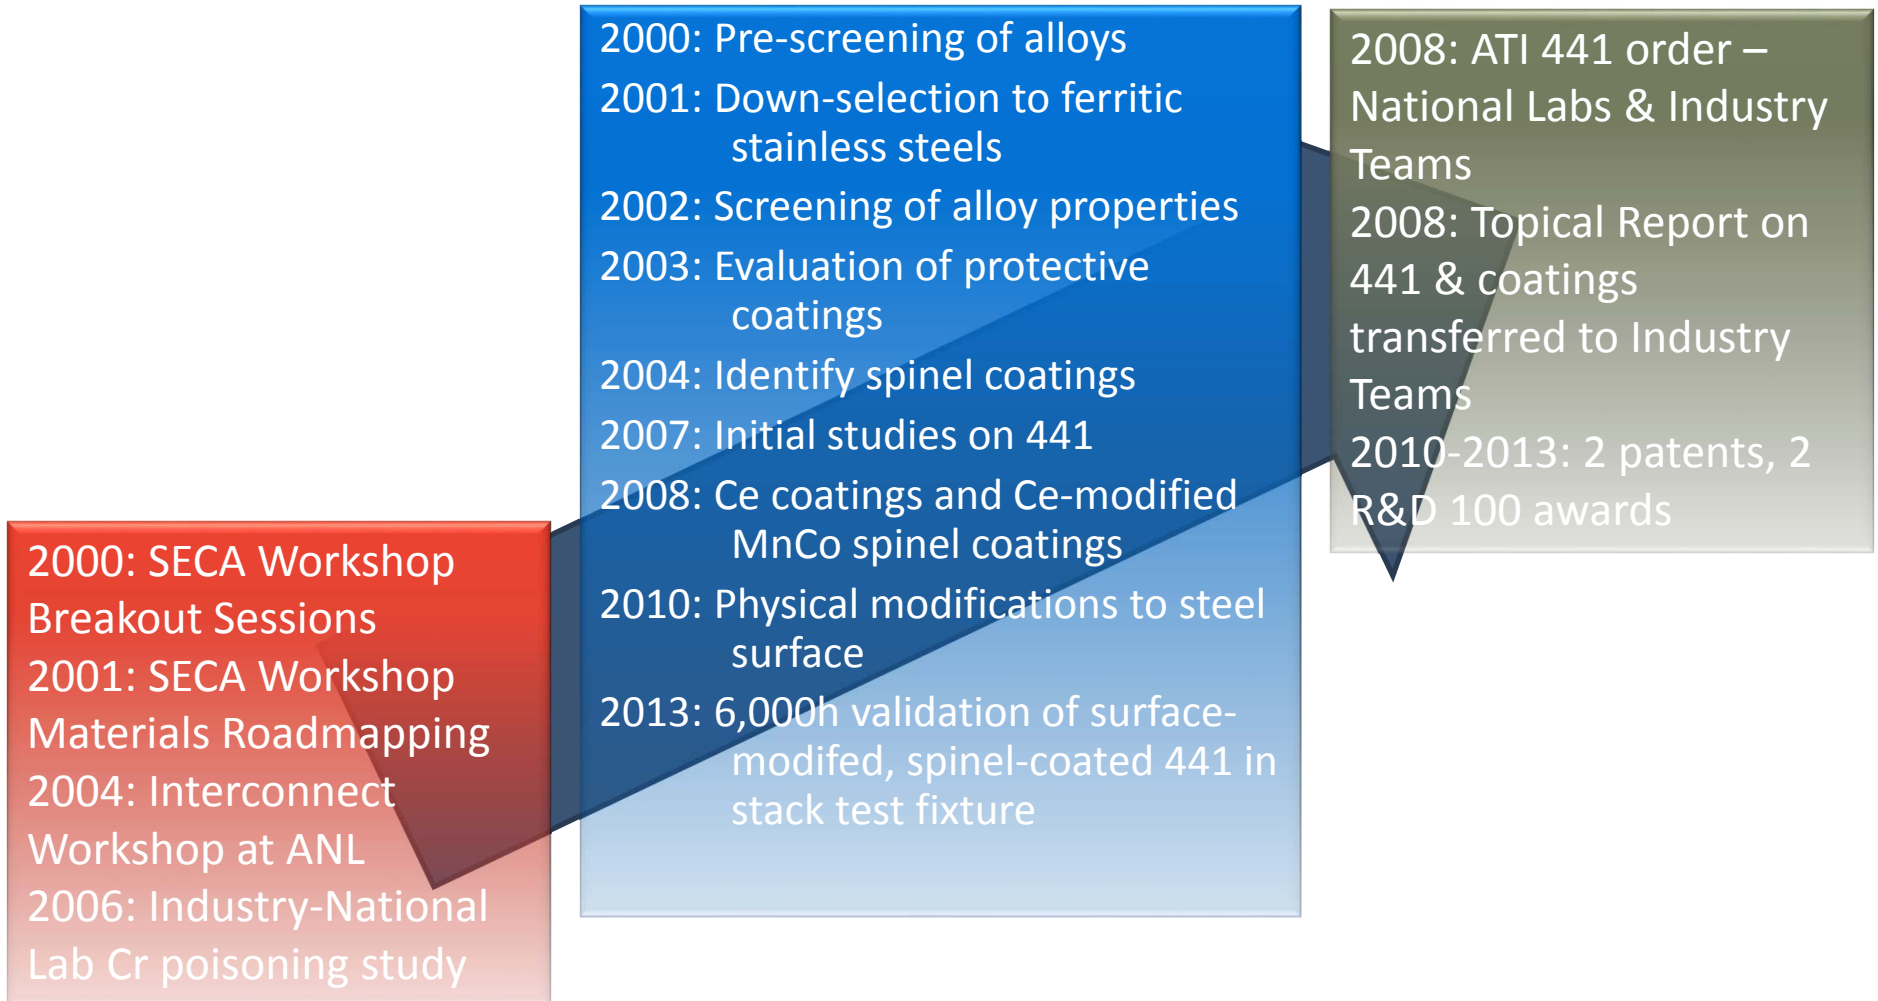 2000: SECA Workshop
Breakout Sessions
2001: SECA Workshop
Materials Roadmapping
2004: Interconnect
Workshop at ANL
2006: Industry-National
Lab Cr poisoning study
2000: Pre-screening of alloys
2001: Down-selection to ferritic
stainless steels
2002: Screening of alloy properties
2003: Evaluation of protective
coatings
2004: Identify spinel coatings
2007: Initial studies on 441
2008: Ce coatings and Ce-modified
MnCo spinel coatings
2010: Physical modifications to steel
surface
2013: 6,000h validation of surface-
modifed, spinel-coated 441 in
stack test fixture
2008: ATI 441 order –
National Labs & Industry
Teams
2008: Topical Report on
441 & coatings
transferred to Industry
Teams
2010-2013: 2 patents, 2
R&D 100 awards